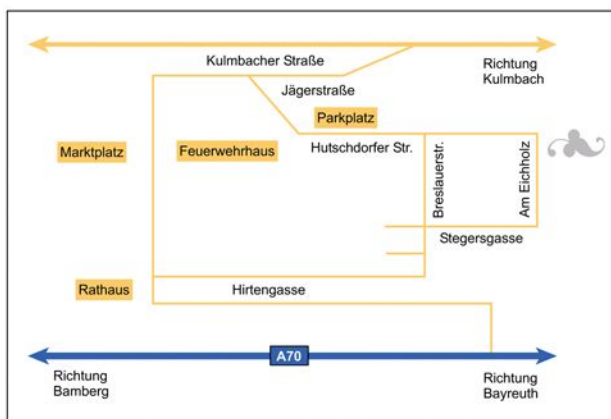 Kulmbacher Straße
Richtung
Kulmbach
Jägerstraße
Parkplatz
Marktplatz
Feuerwehrhaus
Hutschdorfer Str.
Breslauerstr.
Am Eichholz
Stegersgasse
Rathaus
Hirtengasse
A70
Richtung
Bamberg
Richtung
Bayreuth